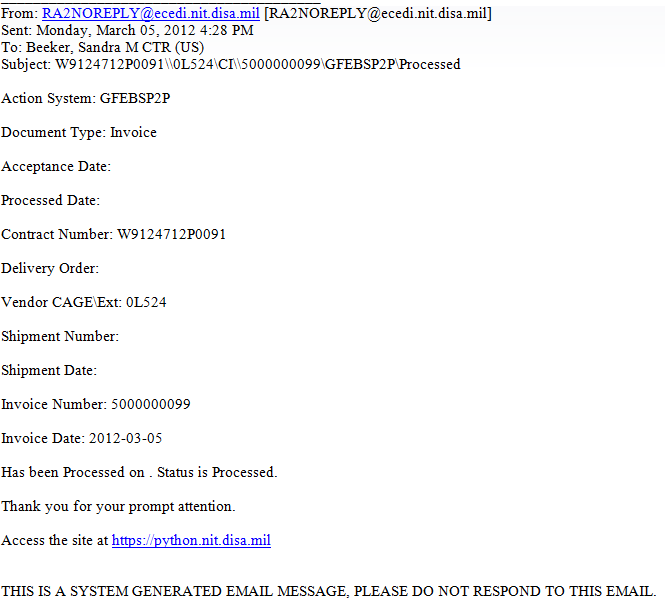 From: RA2NOREPLY@ecedi.nit.disa.mil [RA2NOREPLY@ecedi.nit.disa.mil]
Sent: Monday, March 05, 2012 4:28 PM
To: Beeker, Sandra M CTR (US)
Subject: W9124712P0091\\0L524\CI\\5000000099\GFEBSP2P\Processed
Action System: GFEBSP2P
Document Type: Invoice
Acceptance Date:
Processed Date:
Contract Number: W9124712P0091
Delivery Order:
Vendor CAGE\Ext: 0L524
Shipment Number:
Shipment Date:
Invoice Number: 5000000099
Invoice Date: 2012-03-05
Has been Processed on . Status is Processed.
Thank you for your prompt attention.
Access the site at https://python.nit.disa.mil
THIS IS A SYSTEM GENERATED EMAIL MESSAGE, PLEASE DO NOT RESPOND TO THIS EMAIL.